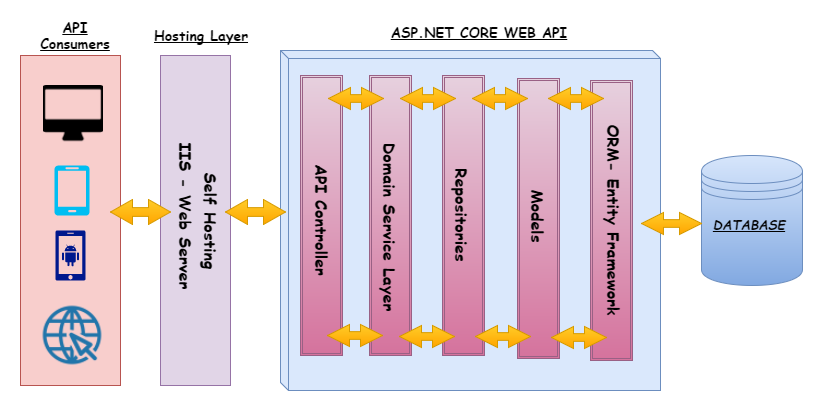 API
Consumers
Hosting Layer
ASP.NET CORE WEB API
Self Hosting
IIS - Web Server
API Controller
Domain Service Layer
Repositories
Models
ORM- Entity Framework
DATABASE